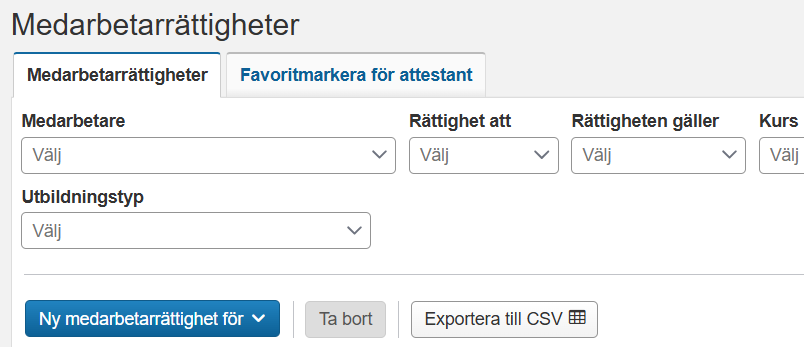 Medarbetarrättigheter
Medarbetarrättigheter Favoritmarkera för attestant
Medarbetare Rättighet att Rättigheten gäller Kurs
Välj Välj Välj Välj
Utbildningstyp
Välj
Ny medarbetarrättighet för Ta bort Exportera till CSV